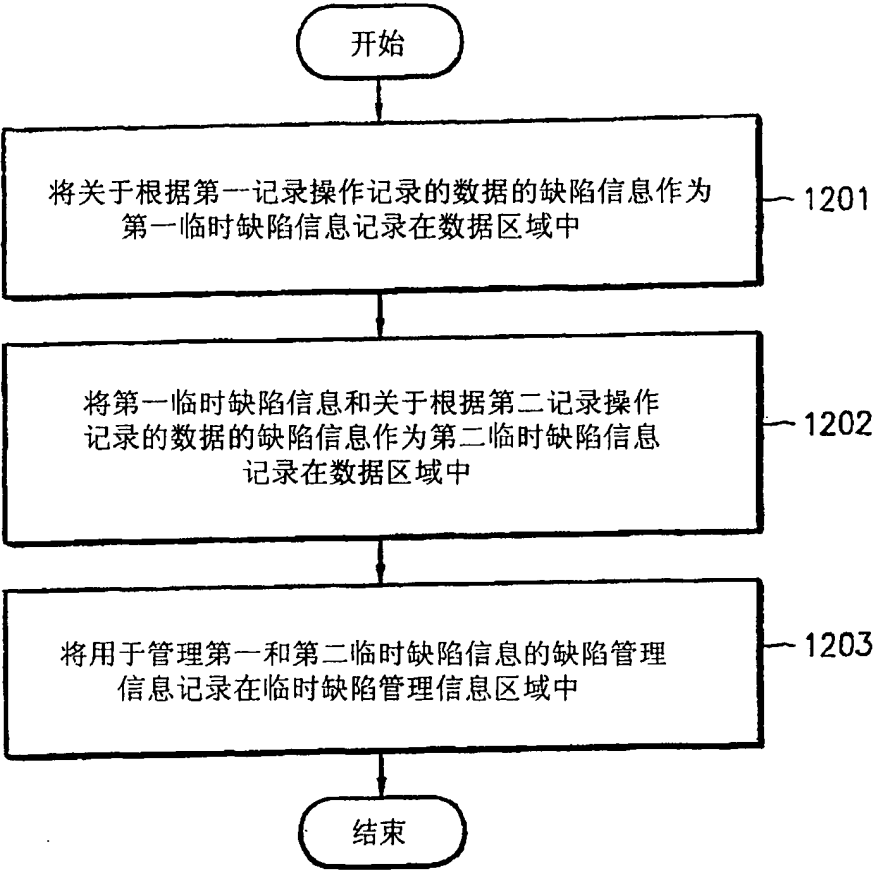 开始
将关于根据第一记录操作记录的数据的缺陷信息作为
第一临时缺陷信息记录在数据区域中
1201
将第一临时缺陷信息和关于根据第二记录操作
记录的数据的缺陷信息作为第二临时缺陷信息
记录在数据区域中
1202
将用于管理第一和第二临时缺陷信息的缺陷管理
信息记录在临时缺陷管理信息区域中
1203
结束